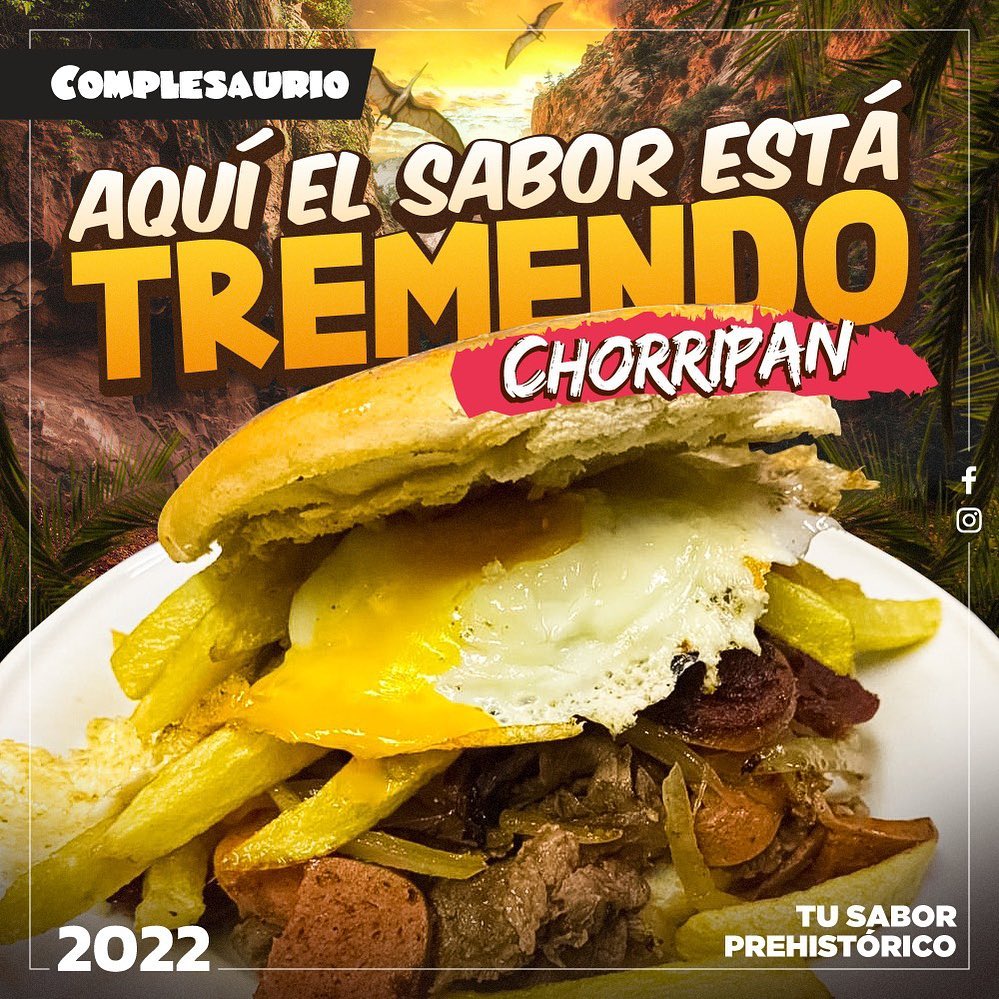 COMPLESAURIO
AQUÍ EL SABOR ESTÁ
TREMENDO
CHORRIPAN
2022
TU SABOR
PREHISTÓRICO